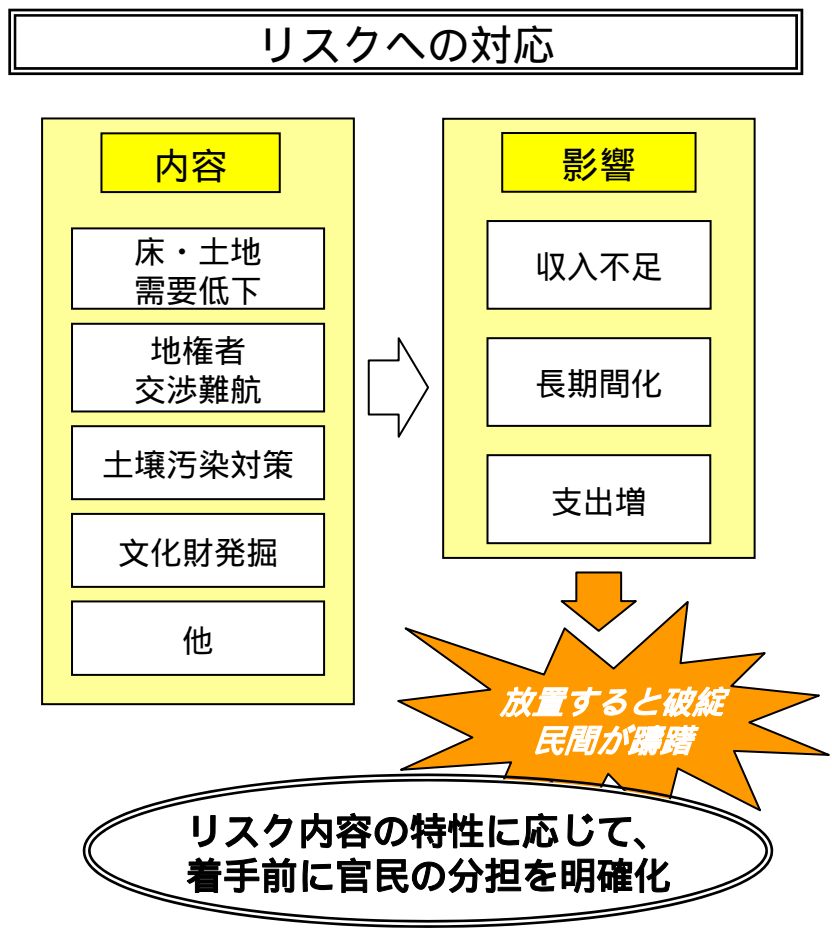 リスクへの対応
内容
床・土地
需要低下
地権者
交渉難航
土壌汚染対策
文化財発掘
他
影響
収入不足
長期間化
支出増
放置すると破綻
民間が躊躇
リスク内容の特性に応じて、
着手前に官民の分担を明確化